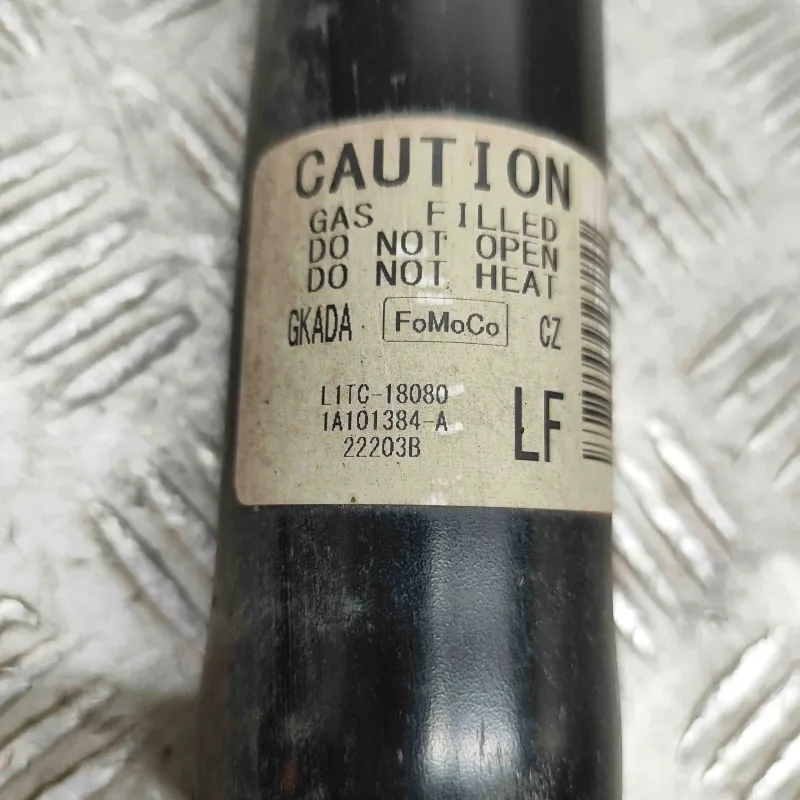 CAUTION
GAS FILLED
DO NOT OPEN
DO NOT HEAT
GKADA FoMoCo CZ
L1TC-18080
1A101384-A
22203B
LF